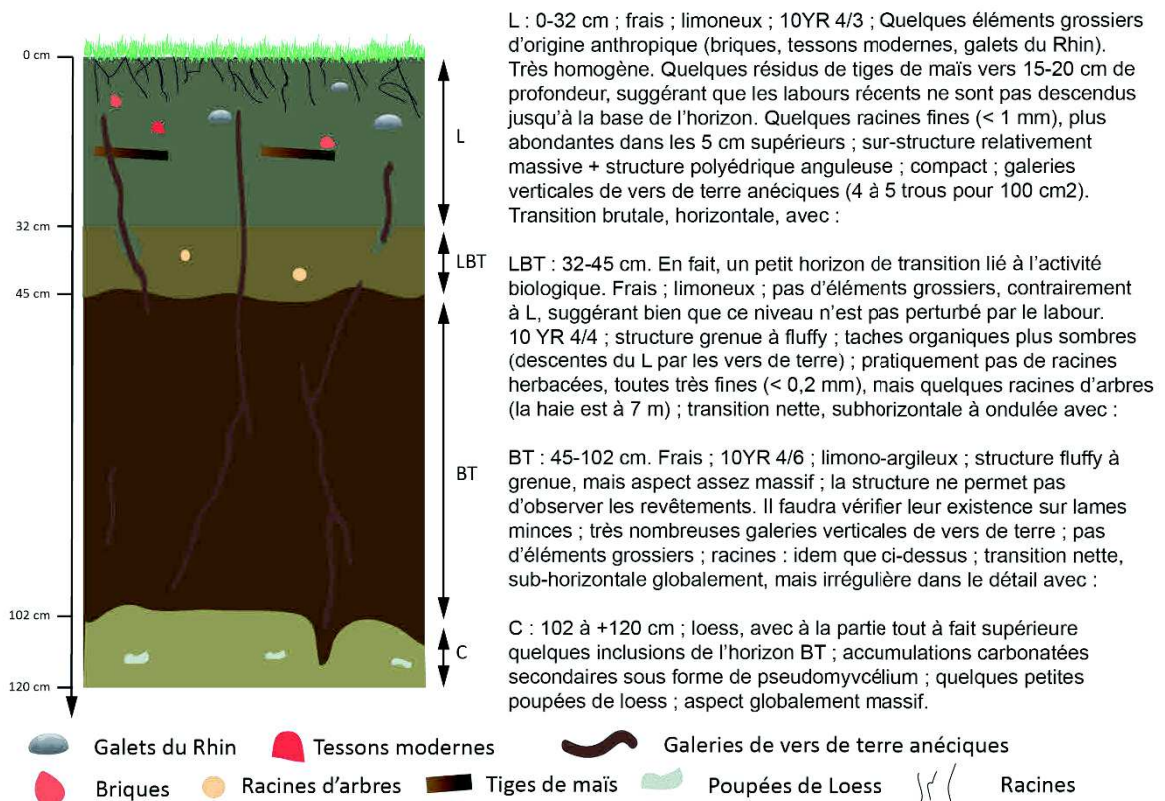 L : 0-32 cm ; frais ; limoneux ; 10YR 4/3 ; Quelques éléments grossiers
d’origine anthropique (briques, tessons modernes, galets du Rhin).
Très homogène. Quelques résidus de tiges de maïs vers 15-20 cm de
profondeur, suggérant que les labours récents ne sont pas descendus
jusqu’à la base de l’horizon. Quelques racines fines (< 1 mm), plus
abondantes dans les 5 cm supérieurs ; sur-structure relativement
massive + structure polyédrique anguleuse ; compact ; galeries
verticales de vers de terre anéciques (4 à 5 trous pour 100 cm2).
Transition brutale, horizontale, avec :
LBT : 32-45 cm. En fait, un petit horizon de transition lié à l’activité
biologique. Frais ; limoneux ; pas d’éléments grossiers, contrairement
à L, suggérant bien que ce niveau n’est pas perturbé par le labour.
10 YR 4/4 ; structure grenue à fluffy ; taches organiques plus sombres
(descentes du L par les vers de terre) ; pratiquement pas de racines
herbacées, toutes très fines (< 0,2 mm), mais quelques racines d’arbres
(la haie est à 7 m) ; transition nette, subhorizontale à ondulée avec :
BT : 45-102 cm. Frais ; 10YR 4/6 ; limono-argileux ; structure fluffy à
grenue, mais aspect assez massif ; la structure ne permet pas
d’observer les revêtements. Il faudra vérifier leur existence sur lames
minces ; très nombreuses galeries verticales de vers de terre ; pas
d’éléments grossiers ; racines : idem que ci-dessus ; transition nette,
sub-horizontale globalement, mais irrégulière dans le détail avec :
C : 102 à +120 cm ; loess, avec à la partie tout à fait supérieure
quelques inclusions de l’horizon BT ; accumulations carbonatées
secondaires sous forme de pseudomyvcélium ; quelques petites
poupées de loess ; aspect globalement massif.
0 cm
32 cm
45 cm
102 cm
120 cm
L
LBT
BT
C
Galets du Rhin
Tessons modernes
Galeries de vers de terre anéciques
Briques
Racines d’arbres
Tiges de maïs
Poupées de Loess
Racines